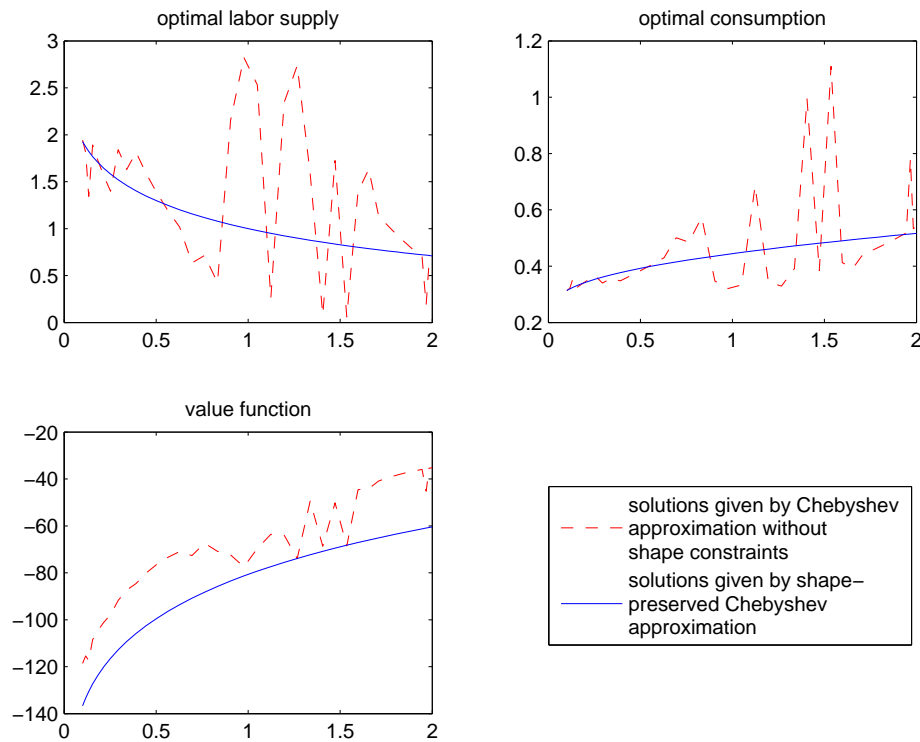 optimal labor supply
3
2.5
2
1.5
1
0.5
0
0 0.5 1 1.5 2
optimal consumption
1.2
1
0.8
0.6
0.4
0.2
0 0.5 1 1.5 2
value function
−20
−40
−60
−80
−100
−120
−140
0 0.5 1 1.5 2
solutions given by Chebyshev
approximation without
shape constraints
solutions given by shape−
preserved Chebyshev
approximation